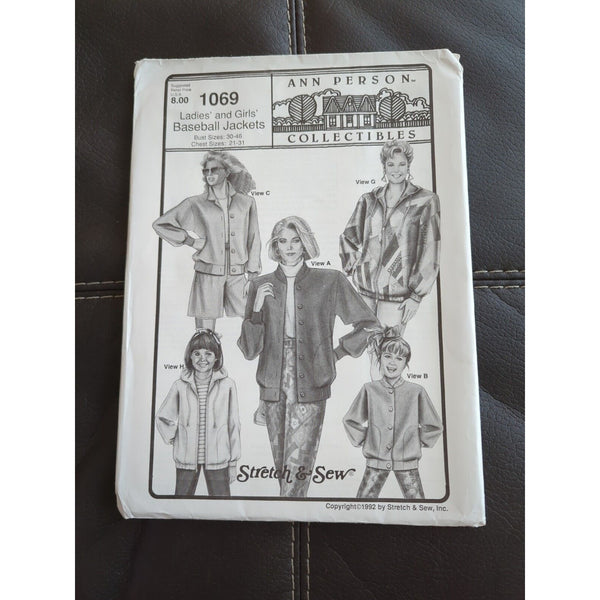 Suggested
Retail Price
U.S.A.
8.00 1069
Ladies' and Girls'
Baseball Jackets
Bust Sizes: 30-46
Chest Sizes: 21-31
ANN PERSON™
COLLECTIBLES
View C
View G
View A
View H
View B
Stretch & Sew®
Copyright©1992 by Stretch & Sew, Inc.